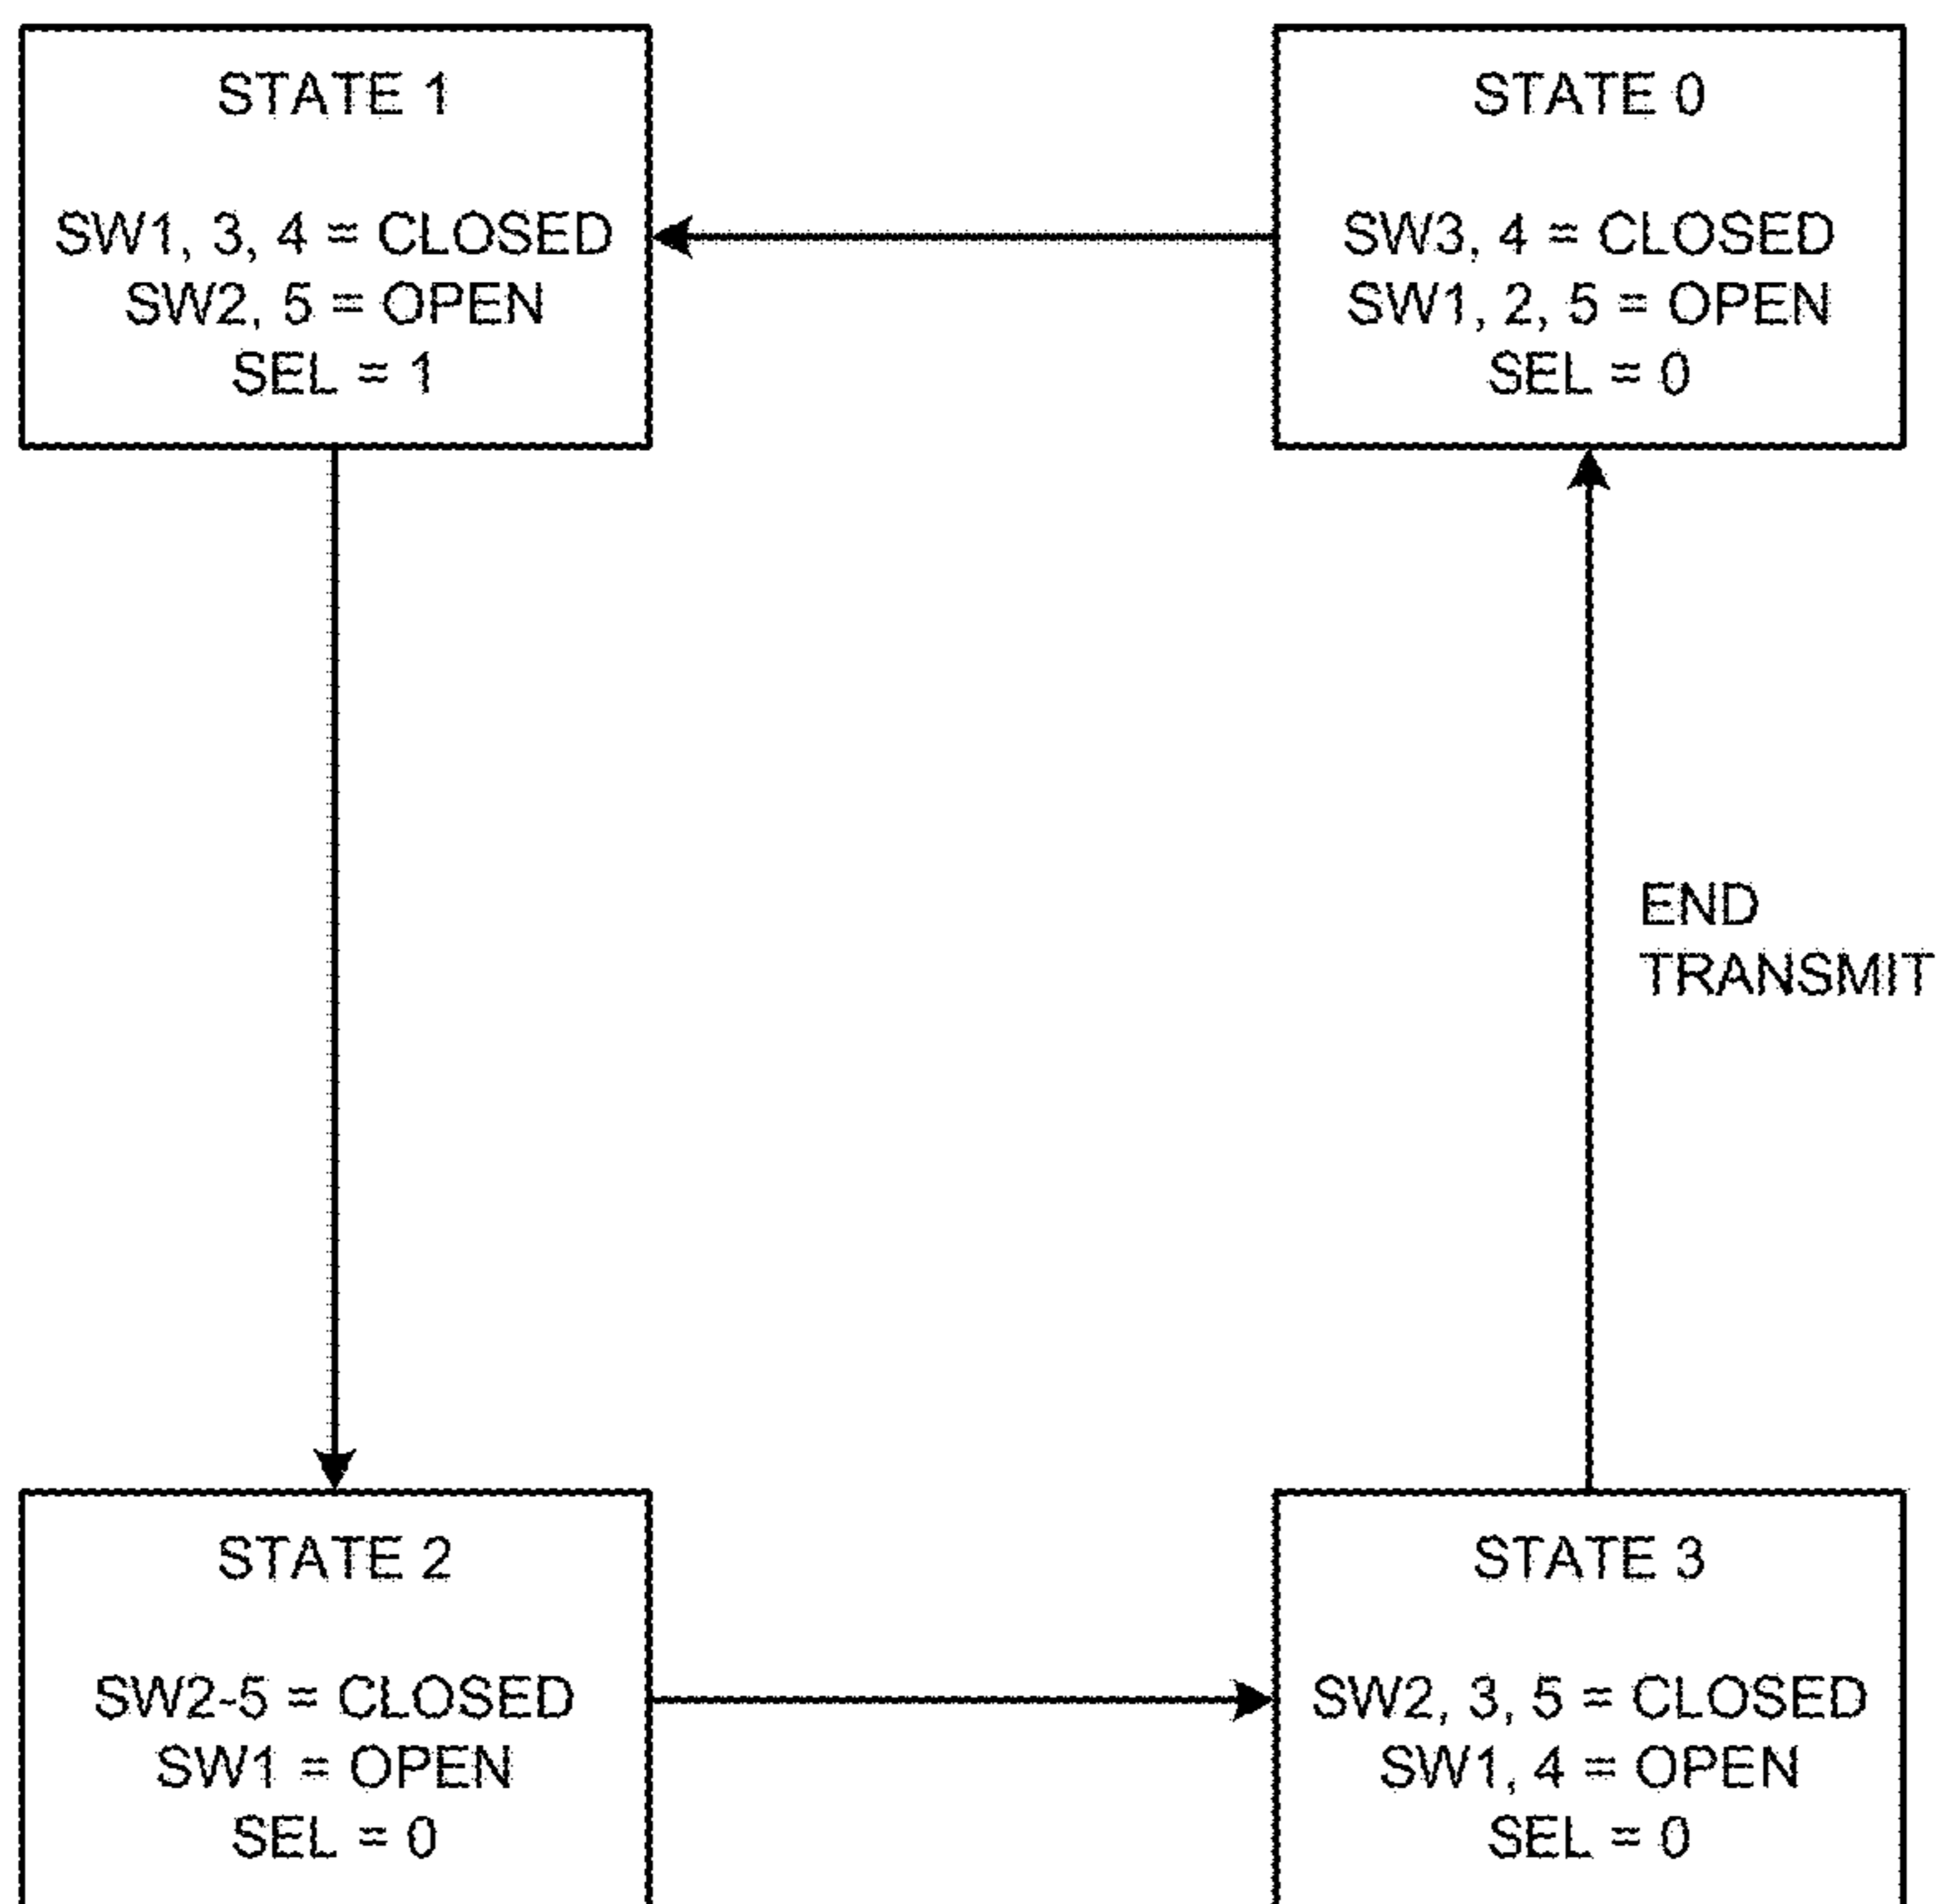 STATE 1
SW1, 3, 4 = CLOSED
SW2, 5 = OPEN
SEL = 1
STATE 0
SW3, 4 = CLOSED
SW1, 2, 5 = OPEN
SEL = 0
END
TRANSMIT
STATE 2
SW2-5 = CLOSED
SW1 = OPEN
SEL = 0
STATE 3
SW2, 3, 5 = CLOSED
SW1, 4 = OPEN
SEL = 0